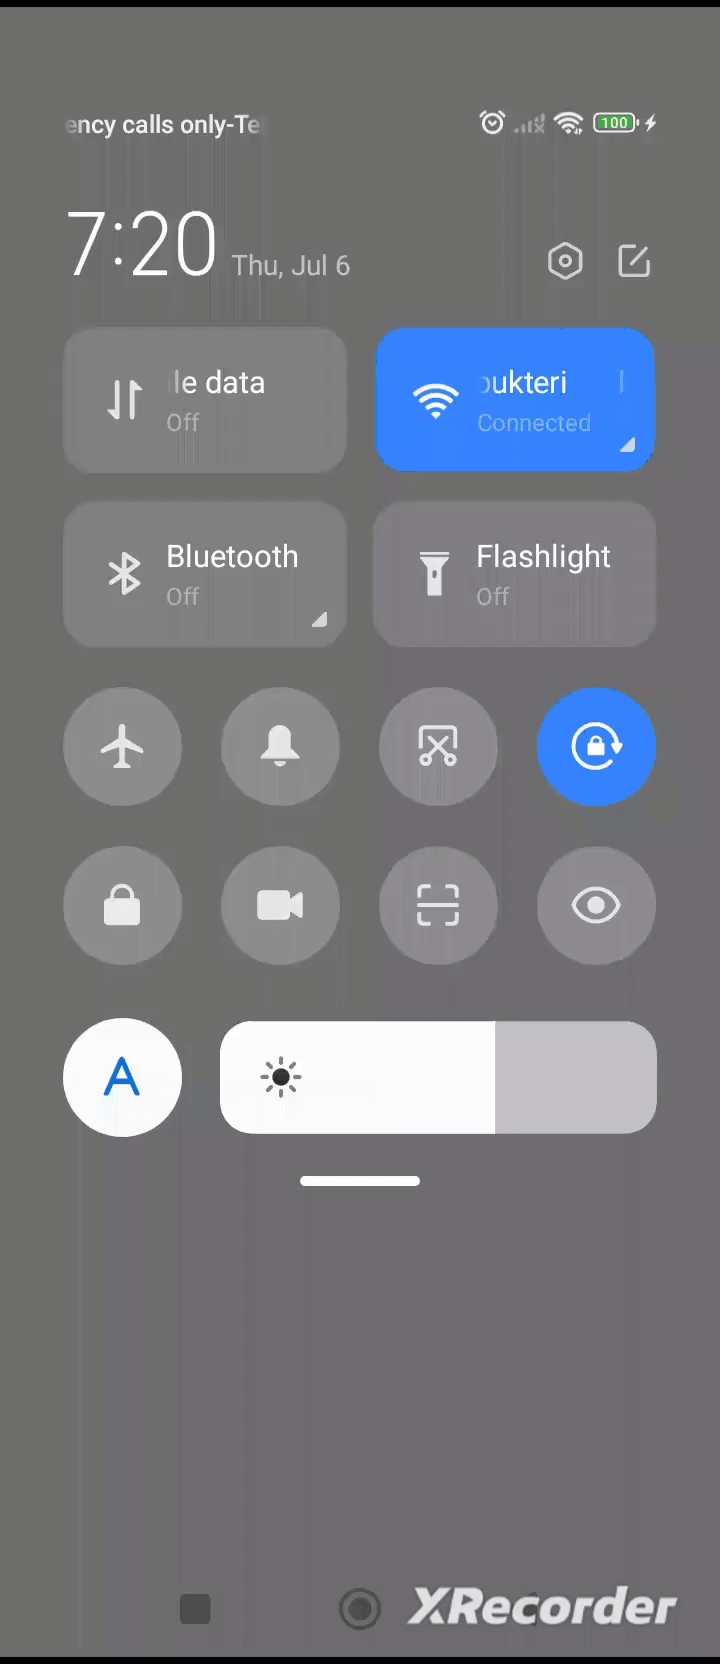 ency calls only-Te
100
7:20 Thu, Jul 6
le data
Off
ukteri
Connected
Bluetooth
Off
Flashlight
Off
A
XRecorder